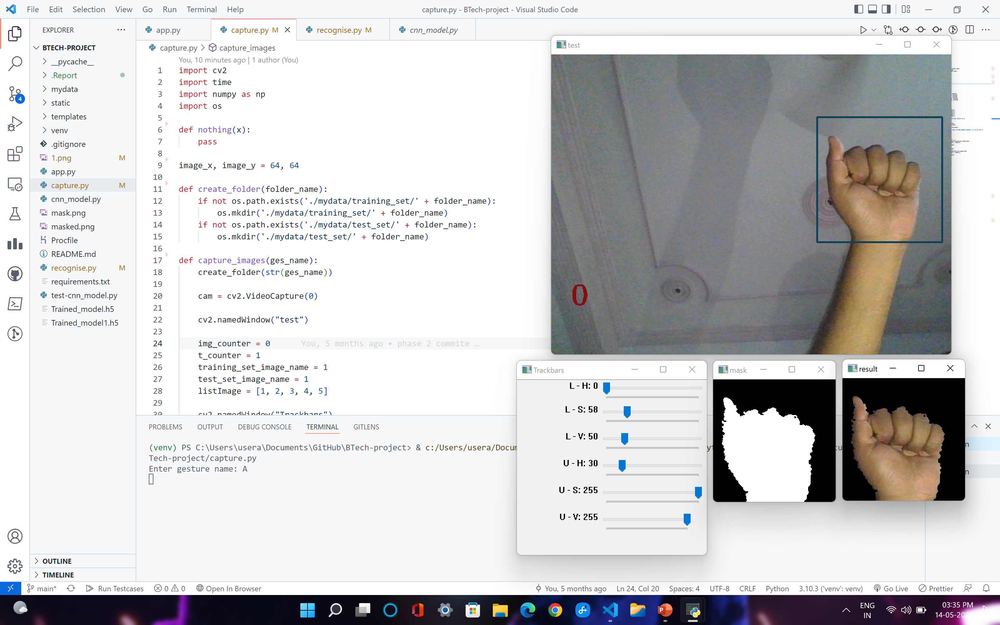 File Edit Selection View Go Run Terminal Help
capture.py - BTech-project - Visual Studio Code
EXPLORER
BTECH-PROJECT
__pycache__
.Report
mydata
static
templates
venv
.gitignore
1.png M
app.py
capture.py M
cnn_model.py
mask.png
masked.png
Procfile
README.md
recognise.py M
requirements.txt
test-cnn_model.py
Trained_model.h5
Trained_model1.h5
OUTLINE
TIMELINE
4
app.py
capture.py M
recognise.py M
cnn_model.py
capture.py > capture_images
You, 10 minutes ago | 1 author (You)
1 import cv2
2 import time
3 import numpy as np
4 import os
5
6 def nothing(x):
7 pass
8
9 image_x, image_y = 64, 64
10
11 def create_folder(folder_name):
12 if not os.path.exists('./mydata/training_set/' + folder_name):
13 os.mkdir('./mydata/training_set/' + folder_name)
14 if not os.path.exists('./mydata/test_set/' + folder_name):
15 os.mkdir('./mydata/test_set/' + folder_name)
16
17 def capture_images(ges_name):
18 create_folder(str(ges_name))
19
20 cam = cv2.VideoCapture(0)
21
22 cv2.namedWindow("test")
23
24 img_counter = 0 You, 5 months ago • phase 2 commite …
25 t_counter = 1
26 training_set_image_name = 1
27 test_set_image_name = 1
28 listImage = [1, 2, 3, 4, 5]
29
30 cv2.namedWindow("Trackbars")
test
0
Trackbars
L - H: 0
L - S: 58
L - V: 50
U - H: 30
U - S: 255
U - V: 255
mask
result
PROBLEMS OUTPUT DEBUG CONSOLE TERMINAL GITLENS
(venv) PS C:\Users\usera\Documents\GitHub\BTech-project> & c:/Users/usera/Docum
Tech-project/capture.py
Enter gesture name: A
main* Run Testcases 0 0 Open In Browser
You, 5 months ago Ln 24, Col 20 Spaces: 4 UTF-8 CRLF Python 3.10.3 ('venv': venv) Go Live Prettier
ENG
IN
03:35 PM
14-05-202